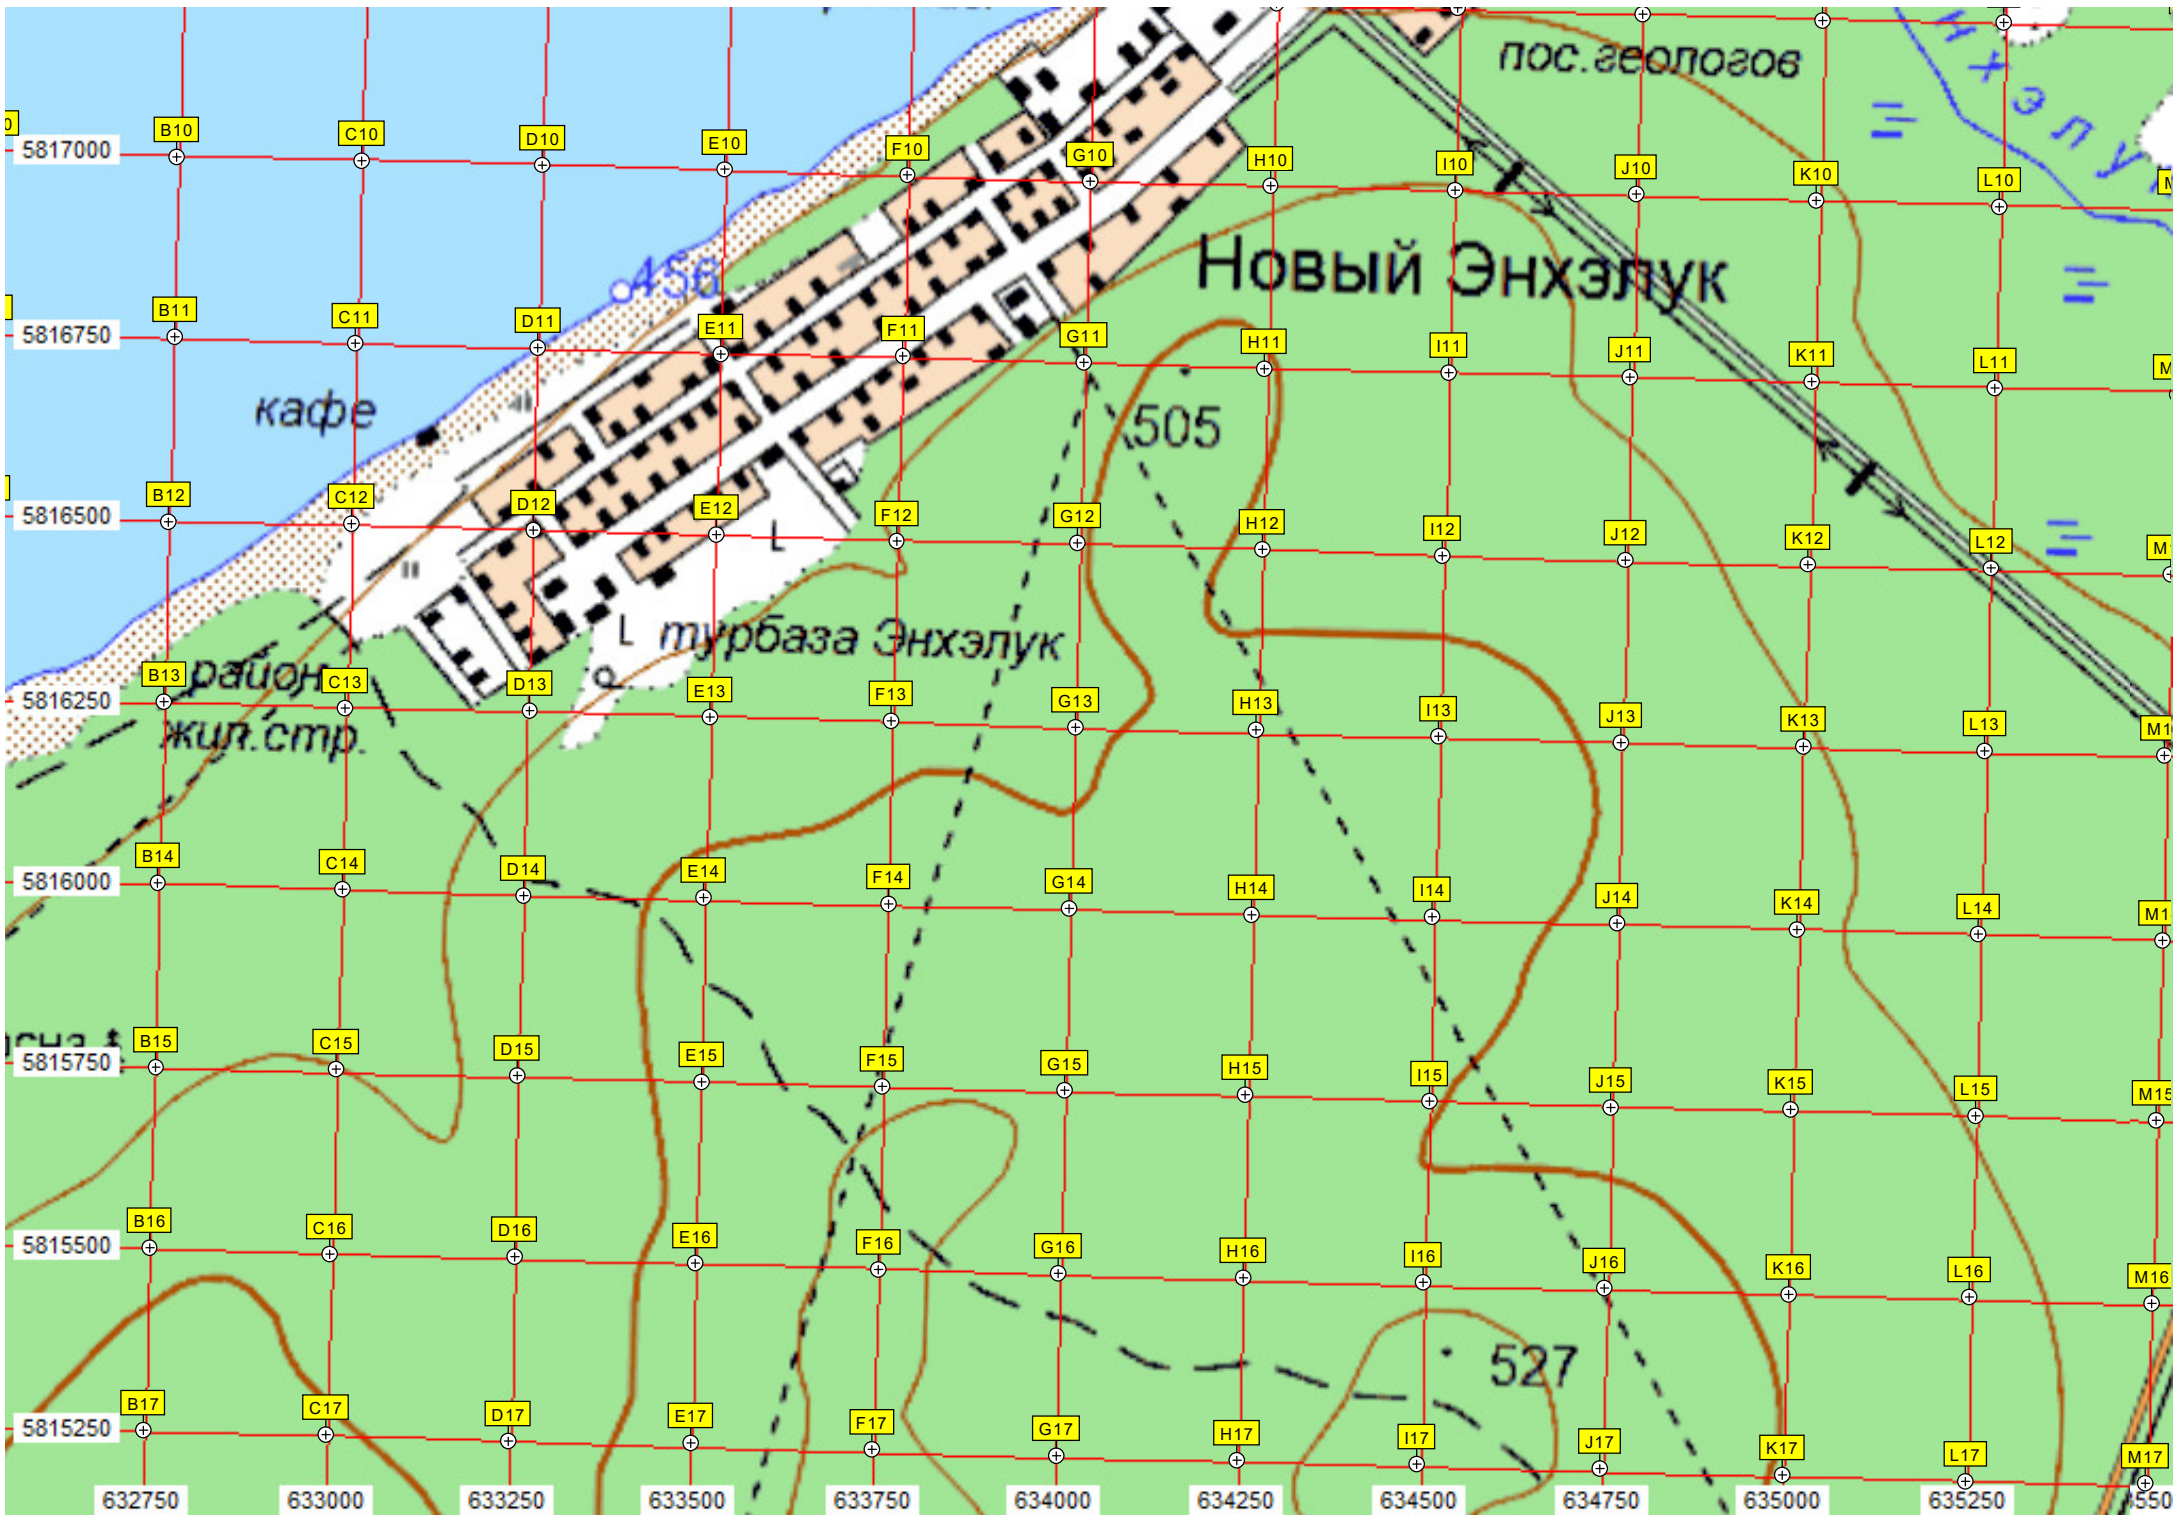 пос.геологов
B10 C10 D10 E10 F10 G10 H10 I10 J10 K10 L10
5817000
Новый Энхэлук
456
B11 C11 D11 E11 F11 G11 H11 I11 J11 K11 L11
5816750
кафе
505
B12 C12 D12 E12 F12 G12 H12 I12 J12 K12 L12
5816500
L
L турбаза Энхэлук
район
жил.стр.
B13 C13 D13 E13 F13 G13 H13 I13 J13 K13 L13
5816250
B14 C14 D14 E14 F14 G14 H14 I14 J14 K14 L14
5816000
B15 C15 D15 E15 F15 G15 H15 I15 J15 K15 L15 M15
5815750
B16 C16 D16 E16 F16 G16 H16 I16 J16 K16 L16 M16
5815500
527
B17 C17 D17 E17 F17 G17 H17 I17 J17 K17 L17 M17
5815250
632750 633000 633250 633500 633750 634000 634250 634500 634750 635000 635250